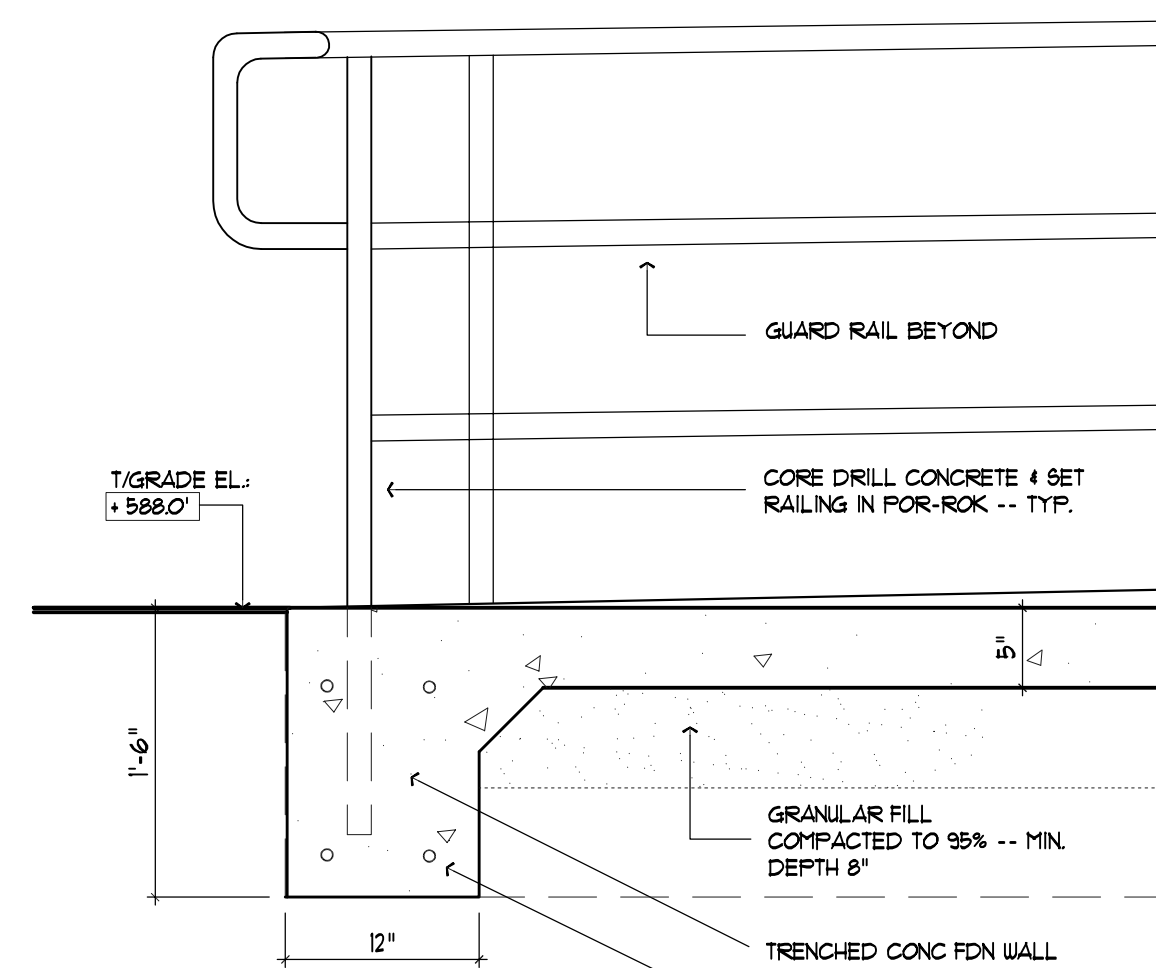 GUARD RAIL BEYOND
T/GRADE EL.:
+ 588.0'
CORE DRILL CONCRETE & SET
RAILING IN POR-ROK -- TYP.
5"
1'-6"
GRANULAR FILL
COMPACTED TO 95% -- MIN.
DEPTH 8"
12"
TRENCHED CONC FDN WALL